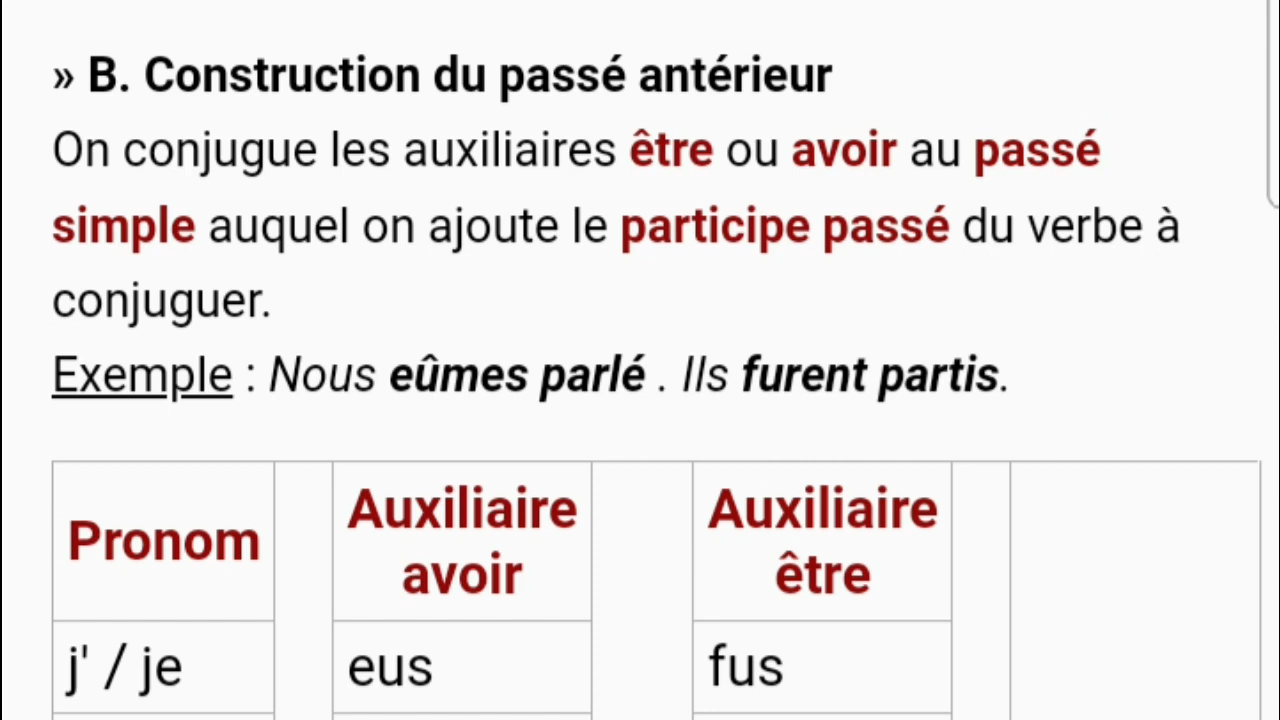 » B. Construction du passé antérieur
On conjugue les auxiliaires être ou avoir au passé
simple auquel on ajoute le participe passé du verbe à
conjuguer.
Exemple : Nous eûmes parlé . Ils furent partis.
Pronom
Auxiliaire
avoir
Auxiliaire
être
j' / je
eus
fus